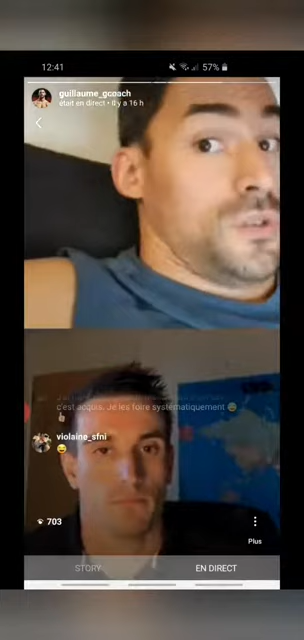 12:41
57%
guillaume_gcoach
était en direct • Il y a 16 h
c'est acquis. Je les foire systématiquement 😅
violaine_sfni
😂
703
Plus
STORY
EN DIRECT